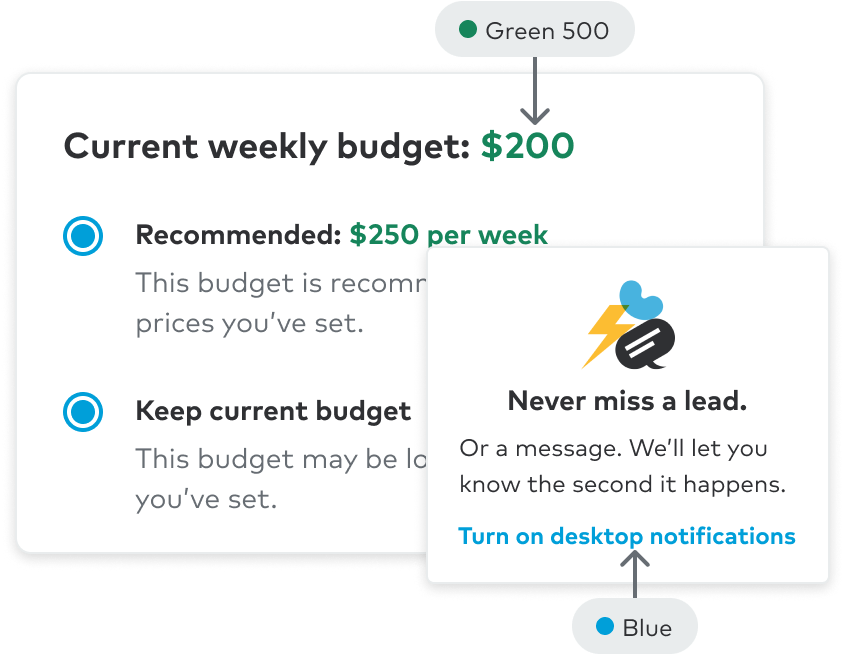 Green 500
Current weekly budget: $200
Recommended: $250 per week
This budget is recomm
prices you’ve set.
Keep current budget
This budget may be lo
you’ve set.
Never miss a lead.
Or a message. We’ll let you
know the second it happens.
Turn on desktop notifications
Blue